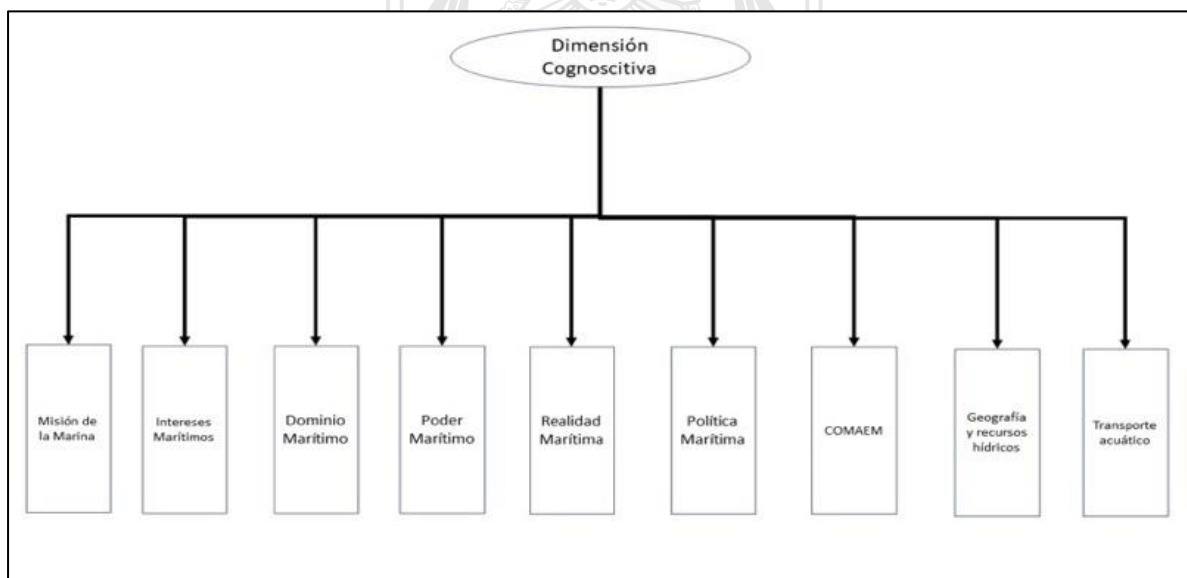 Dimensión
Cognoscitiva
Misión de
la Marina
Intereses
Marítimos
Dominio
Marítimo
Poder
Marítimo
Realidad
Marítima
Política
Marítima
COMAEM
Geografía
y recursos
hídricos
Transporte
acuático